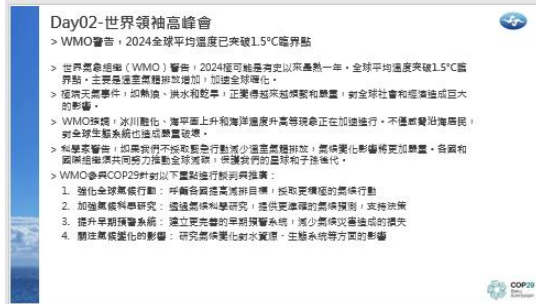 Day02-世界領袖高峰會
> WMO警告，2024全球平均溫度已突破1.5°C臨界點
> 世界氣象組織（WMO）警告，2024極可能是有史以來最熱一年。全球平均溫度突破1.5°C臨
界點。主要是溫室氣體排放增加，加速全球暖化。
> 極端天氣事件，如熱浪、洪水和乾旱，正變得越來越頻繁和嚴重，對全球社會和經濟造成巨大
的影響。
> WMO強調，冰川融化、海平面上升和海洋溫度升高等現象正在加速進行。不僅威脅沿海居民，
對全球生態系統也造成嚴重破壞。
> 科學家警告，如果我們不採取緊急行動減少溫室氣體排放，氣候變化影響將更加嚴重。各國和
國際組織須共同努力推動全球減碳，保護我們的星球和子孫後代。
> WMO參與COP29針對以下重點進行談判與推廣：
1. 強化全球氣候行動： 呼籲各國提高減排目標，採取更積極的氣候行動
2. 加強氣候科學研究： 透過氣候科學研究，提供更準確的氣候預測，支持決策
3. 提升早期預警系統： 建立更完善的早期預警系統，減少氣候災害造成的損失
4. 關注氣候變化的影響： 研究氣候變化對水資源、生態系統等方面的影響
COP29
Baku
Azerbaijan